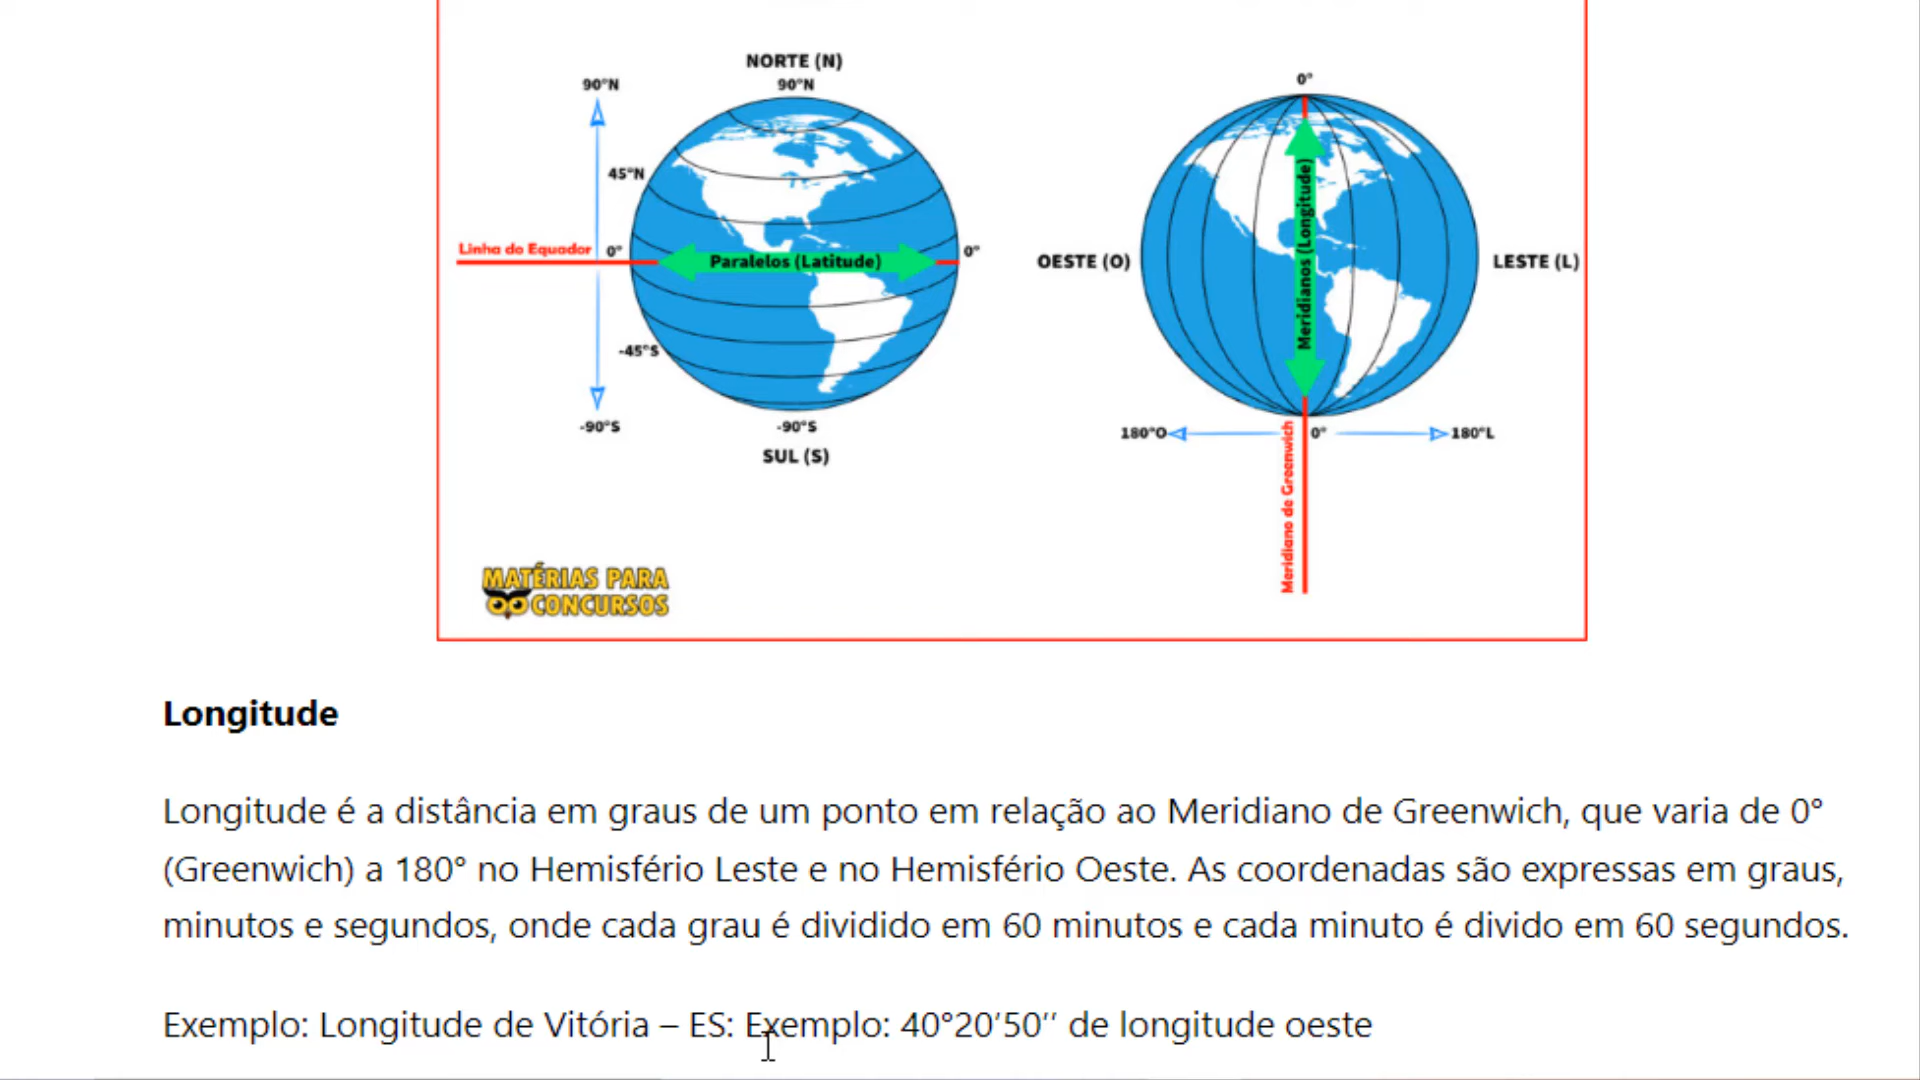 NORTE (N)
90°N
90°N
45°N
Linha do Equador
0°
Paralelos (Latitude)
0°
-45°S
-90°S
-90°S
SUL (S)
0°
OESTE (O)
Meridianos (Longitude)
LESTE (L)
180°O
0°
180°L
Meridiano de Greenwich
MATÉRIAS PARA
CONCURSOS
Longitude
Longitude é a distância em graus de um ponto em relação ao Meridiano de Greenwich, que varia de 0°
(Greenwich) a 180° no Hemisfério Leste e no Hemisfério Oeste. As coordenadas são expressas em graus,
minutos e segundos, onde cada grau é dividido em 60 minutos e cada minuto é divido em 60 segundos.
Exemplo: Longitude de Vitória – ES: Exemplo: 40°20’50’’ de longitude oeste